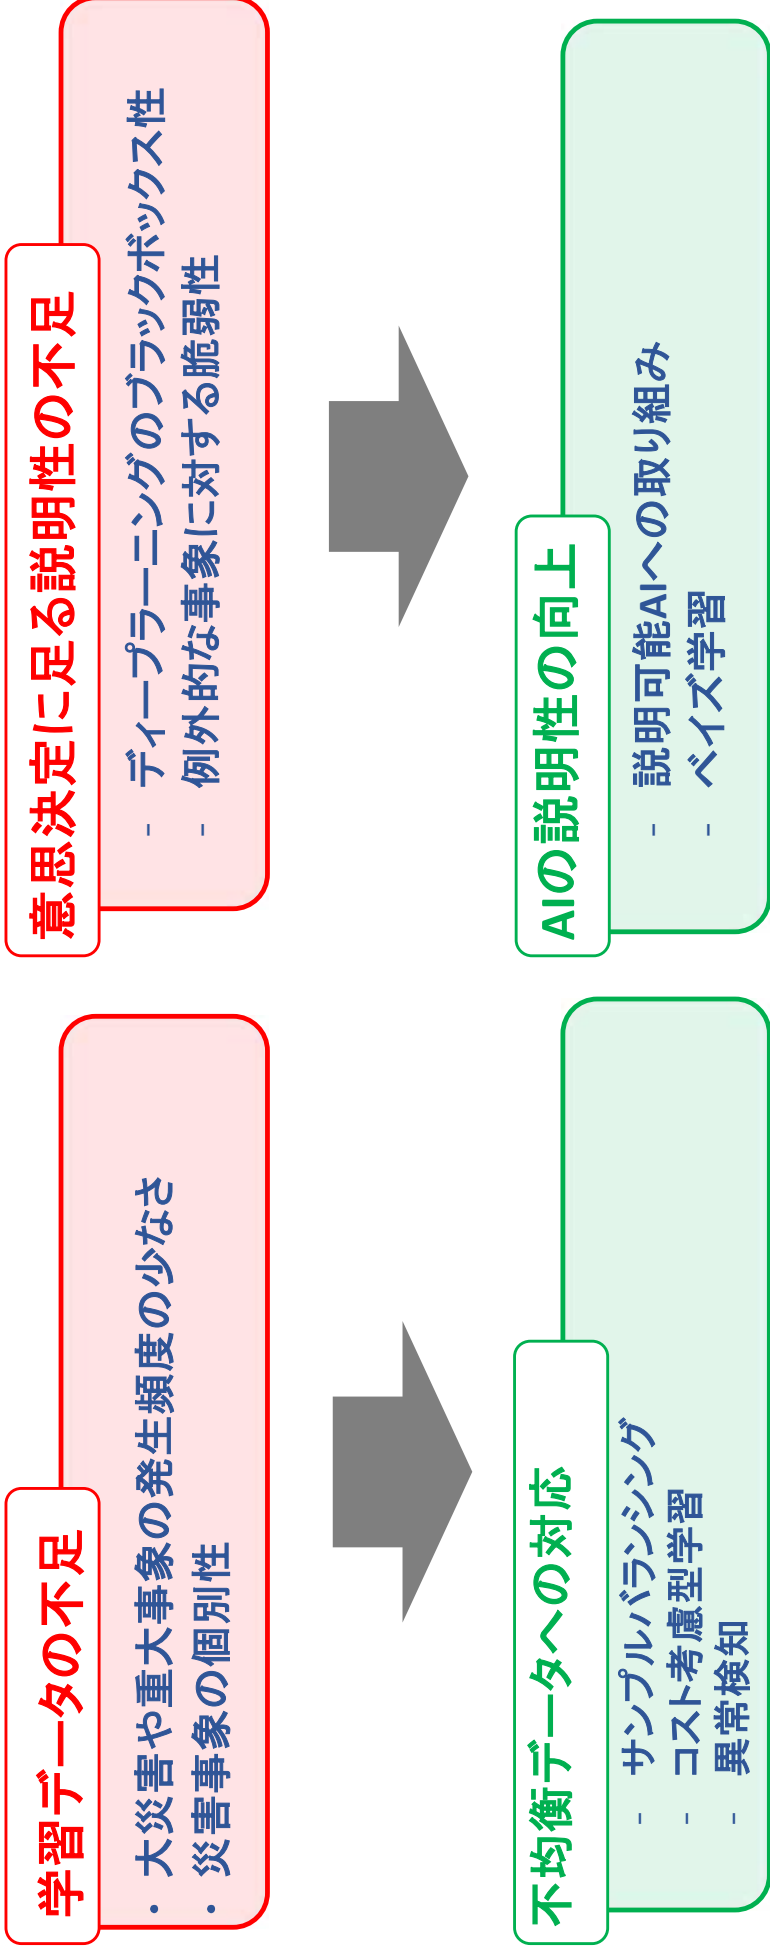 学習データの不足
• 大災害や重大事象の発生頻度の少なさ
• 災害事象の個別性
意思決定に足る説明性の不足
- ディープラーニングのブラックボックス性
- 例外的な事象に対する脆弱性
不均衡データへの対応
- サンプルバランシング
- コスト考慮型学習
- 異常検知
AIの説明性の向上
- 説明可能AIへの取り組み
- ベイズ学習